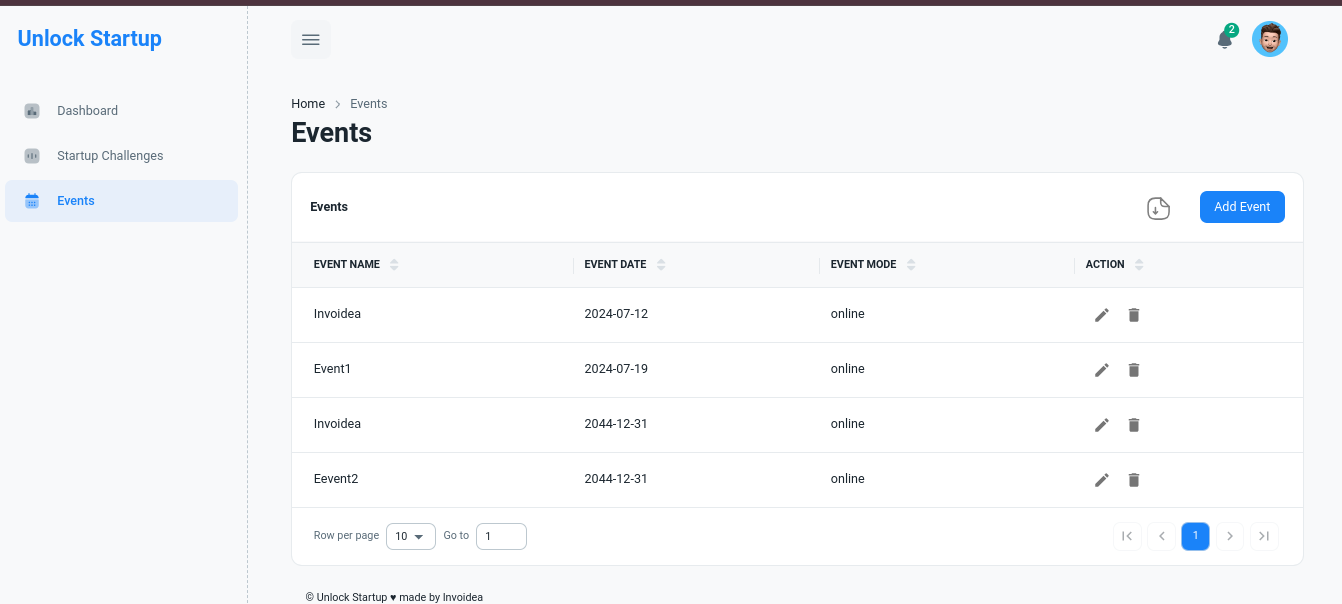 Unlock Startup
2
Dashboard
Startup Challenges
Events
Home > Events
Events
Events
Add Event
EVENT NAME EVENT DATE EVENT MODE ACTION
Invoidea 2024-07-12 online
Event1 2024-07-19 online
Invoidea 2044-12-31 online
Eevent2 2044-12-31 online
Row per page 10 Go to 1 1
© Unlock Startup ♥ made by Invoidea